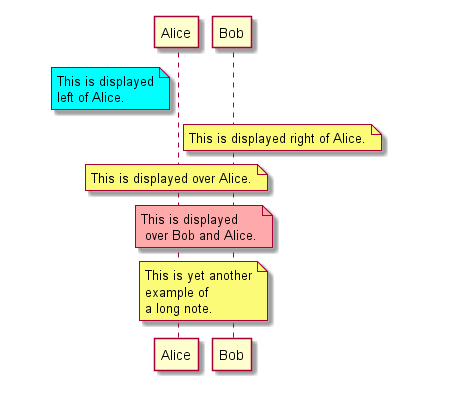 Alice
Bob
This is displayed
left of Alice.
This is displayed right of Alice.
This is displayed over Alice.
This is displayed
over Bob and Alice.
This is yet another
example of
a long note.
Alice
Bob